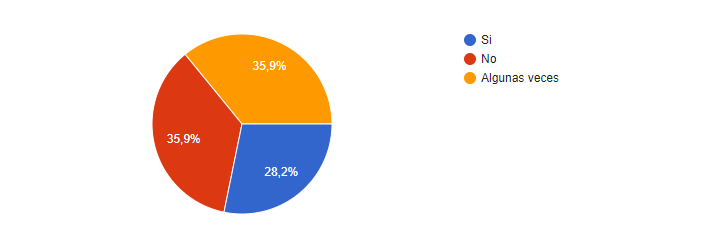 35,9%
35,9%
28,2%
Si
No
Algunas veces